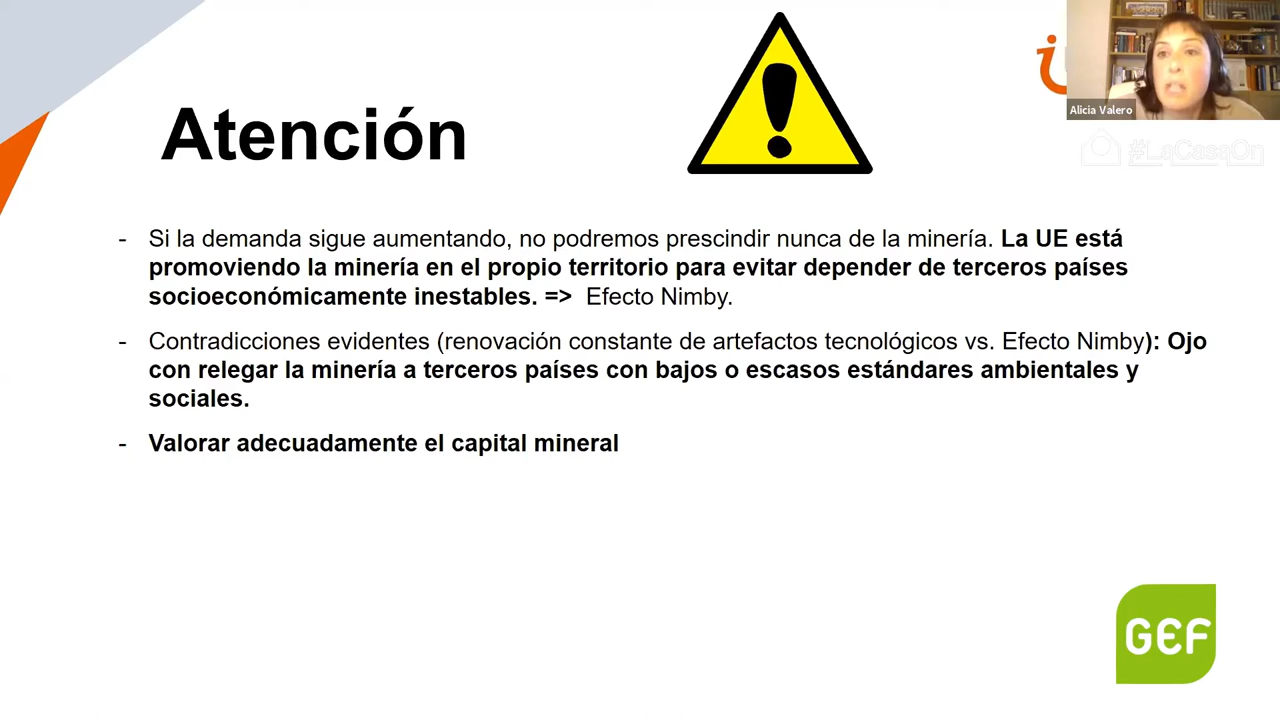 Alicia Valero
#LaCasaOn
Atención
- Si la demanda sigue aumentando, no podremos prescindir nunca de la minería. La UE está
promoviendo la minería en el propio territorio para evitar depender de terceros países
socioeconómicamente inestables. => Efecto Nimby.
- Contradicciones evidentes (renovación constante de artefactos tecnológicos vs. Efecto Nimby): Ojo
con relegar la minería a terceros países con bajos o escasos estándares ambientales y
sociales.
- Valorar adecuadamente el capital mineral
GEF